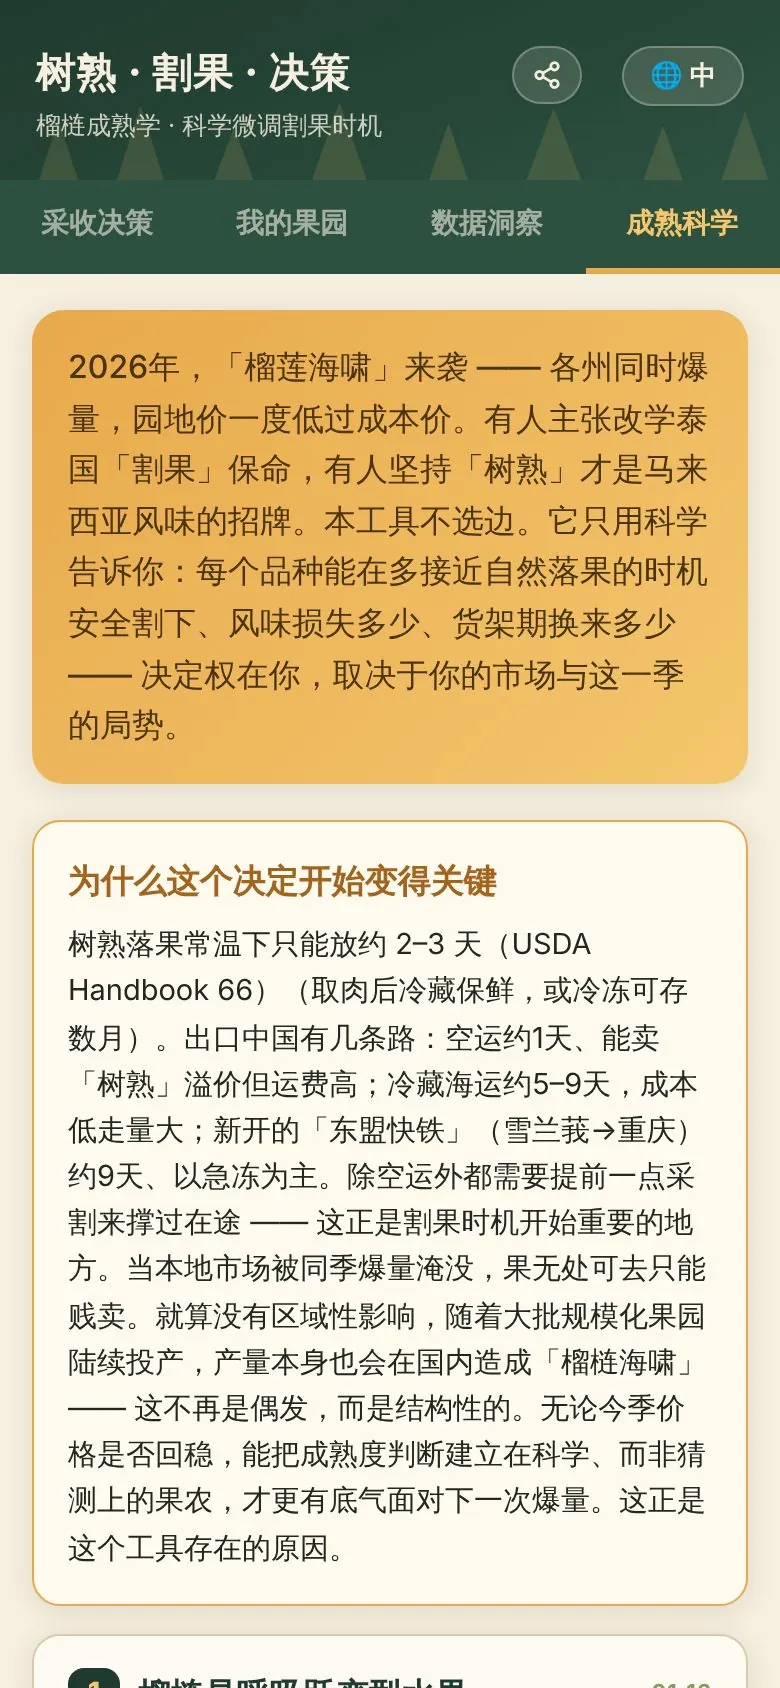 树熟 · 割果 · 决策
榴梿成熟学 · 科学微调割果时机
中
采收决策
我的果园
数据洞察
成熟科学
2026年，「榴莲海啸」来袭 —— 各州同时爆
量，园地价一度低过成本价。有人主张改学泰
国「割果」保命，有人坚持「树熟」才是马来
西亚风味的招牌。本工具不选边。它只用科学
告诉你：每个品种能在多接近自然落果的时机
安全割下、风味损失多少、货架期换来多少
—— 决定权在你，取决于你的市场与这一季
的局势。
为什么这个决定开始变得关键
树熟落果常温下只能放约 2–3 天（USDA
Handbook 66）（取肉后冷藏保鲜，或冷冻可存
数月）。出口中国有几条路：空运约1天、能卖
「树熟」溢价但运费高；冷藏海运约5–9天，成本
低走量大；新开的「东盟快铁」（雪兰莪→重庆）
约9天、以急冻为主。除空运外都需要提前一点采
割来撑过在途 —— 这正是割果时机开始重要的地
方。当本地市场被同季爆量淹没，果无处可去只能
贱卖。就算没有区域性影响，随着大批规模化果园
陆续投产，产量本身也会在国内造成「榴梿海啸」
—— 这不再是偶发，而是结构性的。无论今季价
格是否回稳，能把成熟度判断建立在科学、而非猜
测上的果农，才更有底气面对下一次爆量。这正是
这个工具存在的原因。
榴梿是呼吸跃变型水果